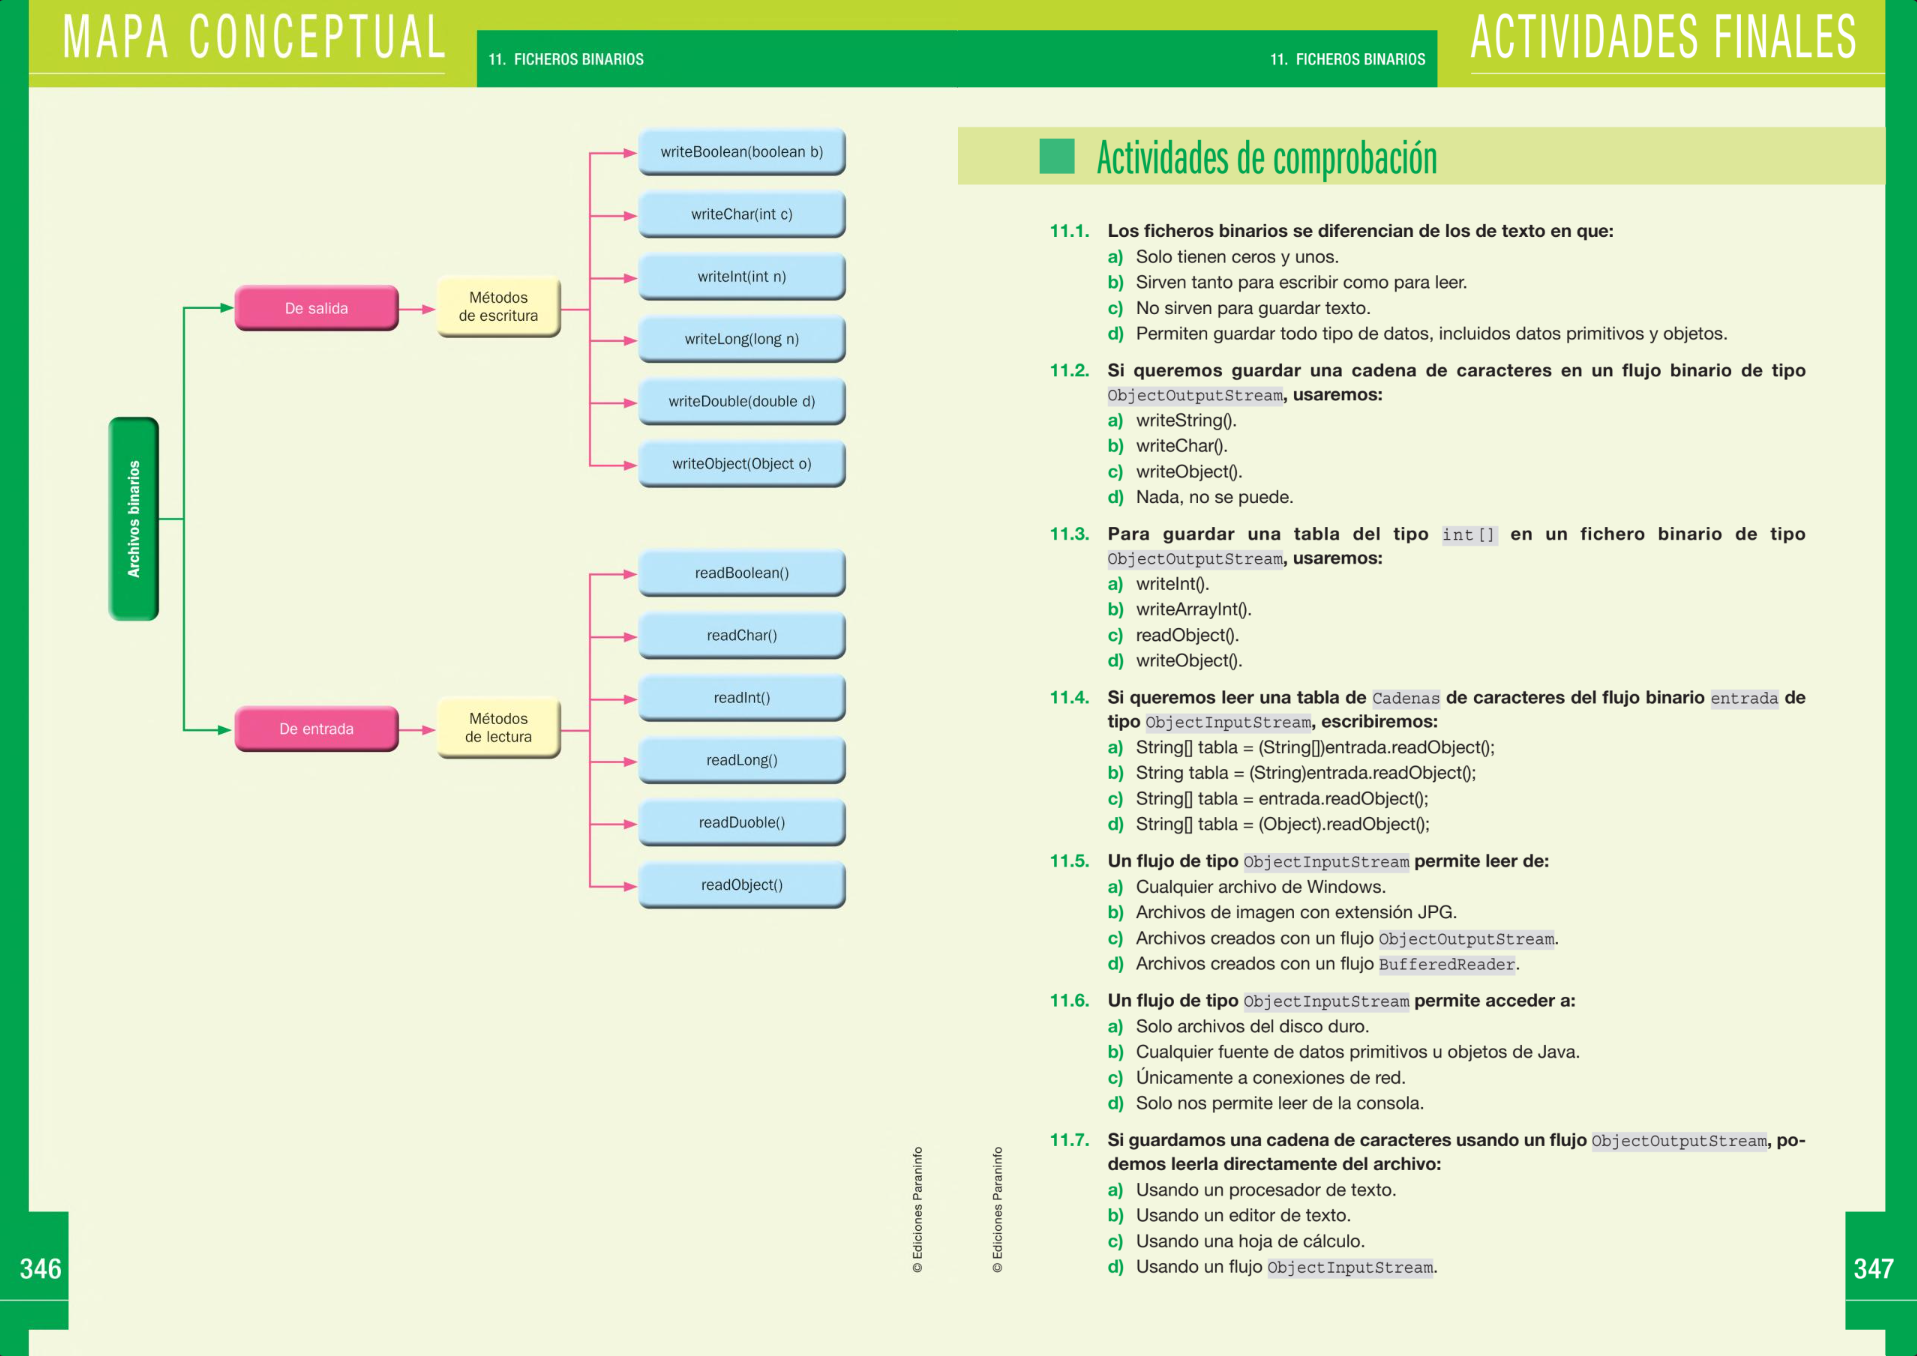 MAPA CONCEPTUAL
11. FICHEROS BINARIOS
Archivos binarios
De salida
Métodos
de escritura
writeBoolean(boolean b)
writeChar(int c)
writeInt(int n)
writeLong(long n)
writeDouble(double d)
writeObject(Object o)
De entrada
Métodos
de lectura
readBoolean()
readChar()
readInt()
readLong()
readDuoble()
readObject()
© Ediciones Paraninfo
346
11. FICHEROS BINARIOS
ACTIVIDADES FINALES
Actividades de comprobación
11.1. Los ficheros binarios se diferencian de los de texto en que:
a) Solo tienen ceros y unos.
b) Sirven tanto para escribir como para leer.
c) No sirven para guardar texto.
d) Permiten guardar todo tipo de datos, incluidos datos primitivos y objetos.
11.2. Si queremos guardar una cadena de caracteres en un flujo binario de tipo
ObjectOutputStream, usaremos:
a) writeString().
b) writeChar().
c) writeObject().
d) Nada, no se puede.
11.3. Para guardar una tabla del tipo int[] en un fichero binario de tipo
ObjectOutputStream, usaremos:
a) writeInt().
b) writeArrayInt().
c) readObject().
d) writeObject().
11.4. Si queremos leer una tabla de Cadenas de caracteres del flujo binario entrada de
tipo ObjectInputStream, escribiremos:
a) String[] tabla = (String[])entrada.readObject();
b) String tabla = (String)entrada.readObject();
c) String[] tabla = entrada.readObject();
d) String[] tabla = (Object).readObject();
11.5. Un flujo de tipo ObjectInputStream permite leer de:
a) Cualquier archivo de Windows.
b) Archivos de imagen con extensión JPG.
c) Archivos creados con un flujo ObjectOutputStream.
d) Archivos creados con un flujo BufferedReader.
11.6. Un flujo de tipo ObjectInputStream permite acceder a:
a) Solo archivos del disco duro.
b) Cualquier fuente de datos primitivos u objetos de Java.
c) Únicamente a conexiones de red.
d) Solo nos permite leer de la consola.
11.7. Si guardamos una cadena de caracteres usando un flujo ObjectOutputStream, po-
demos leerla directamente del archivo:
a) Usando un procesador de texto.
b) Usando un editor de texto.
c) Usando una hoja de cálculo.
d) Usando un flujo ObjectInputStream.
© Ediciones Paraninfo
347